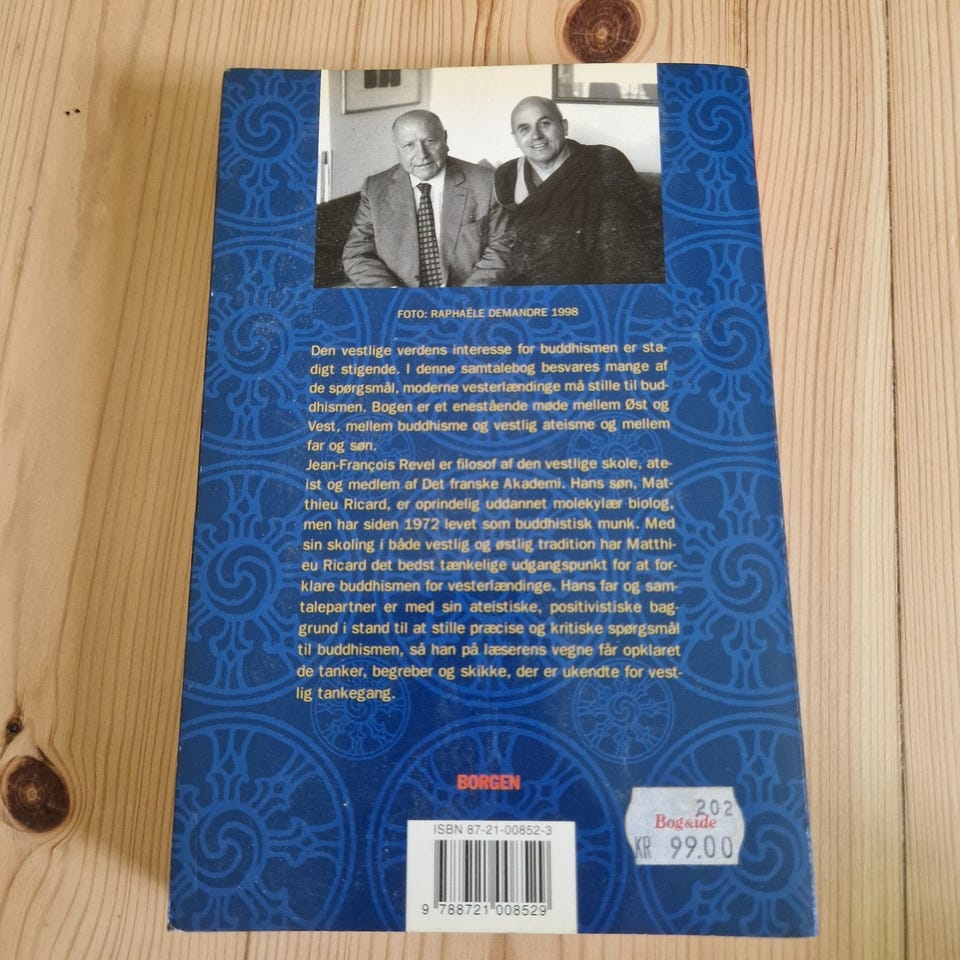 FOTO: RAPHAËLE DEMANDRE 1998
Den vestlige verdens interesse for buddhismen er sta-
digt stigende. I denne samtalebog besvares mange af
de spørgsmål, moderne vesterlændinge må stille til bud-
dhismen. Bogen er et enestående møde mellem Øst og
Vest, mellem buddhisme og vestlig ateisme og mellem
far og søn.
Jean-François Revel er filosof af den vestlige skole, ate-
ist og medlem af Det franske Akademi. Hans søn, Mat-
thieu Ricard, er oprindelig uddannet molekylær biolog,
men har siden 1972 levet som buddhistisk munk. Med
sin skoling i både vestlig og østlig tradition har Matthi-
eu Ricard det bedst tænkelige udgangspunkt for at for-
klare buddhismen for vesterlændinge. Hans far og sam-
talepartner er med sin ateistiske, positivistiske bag-
grund i stand til at stille præcise og kritiske spørgsmål
til buddhismen, så han på læserens vegne får opklaret
de tanker, begreber og skikke, der er ukendte for vest-
lig tankegang.
BORGEN
202
Bog&ide
KR 99.00
ISBN 87-21-00852-3
9 788721 008529